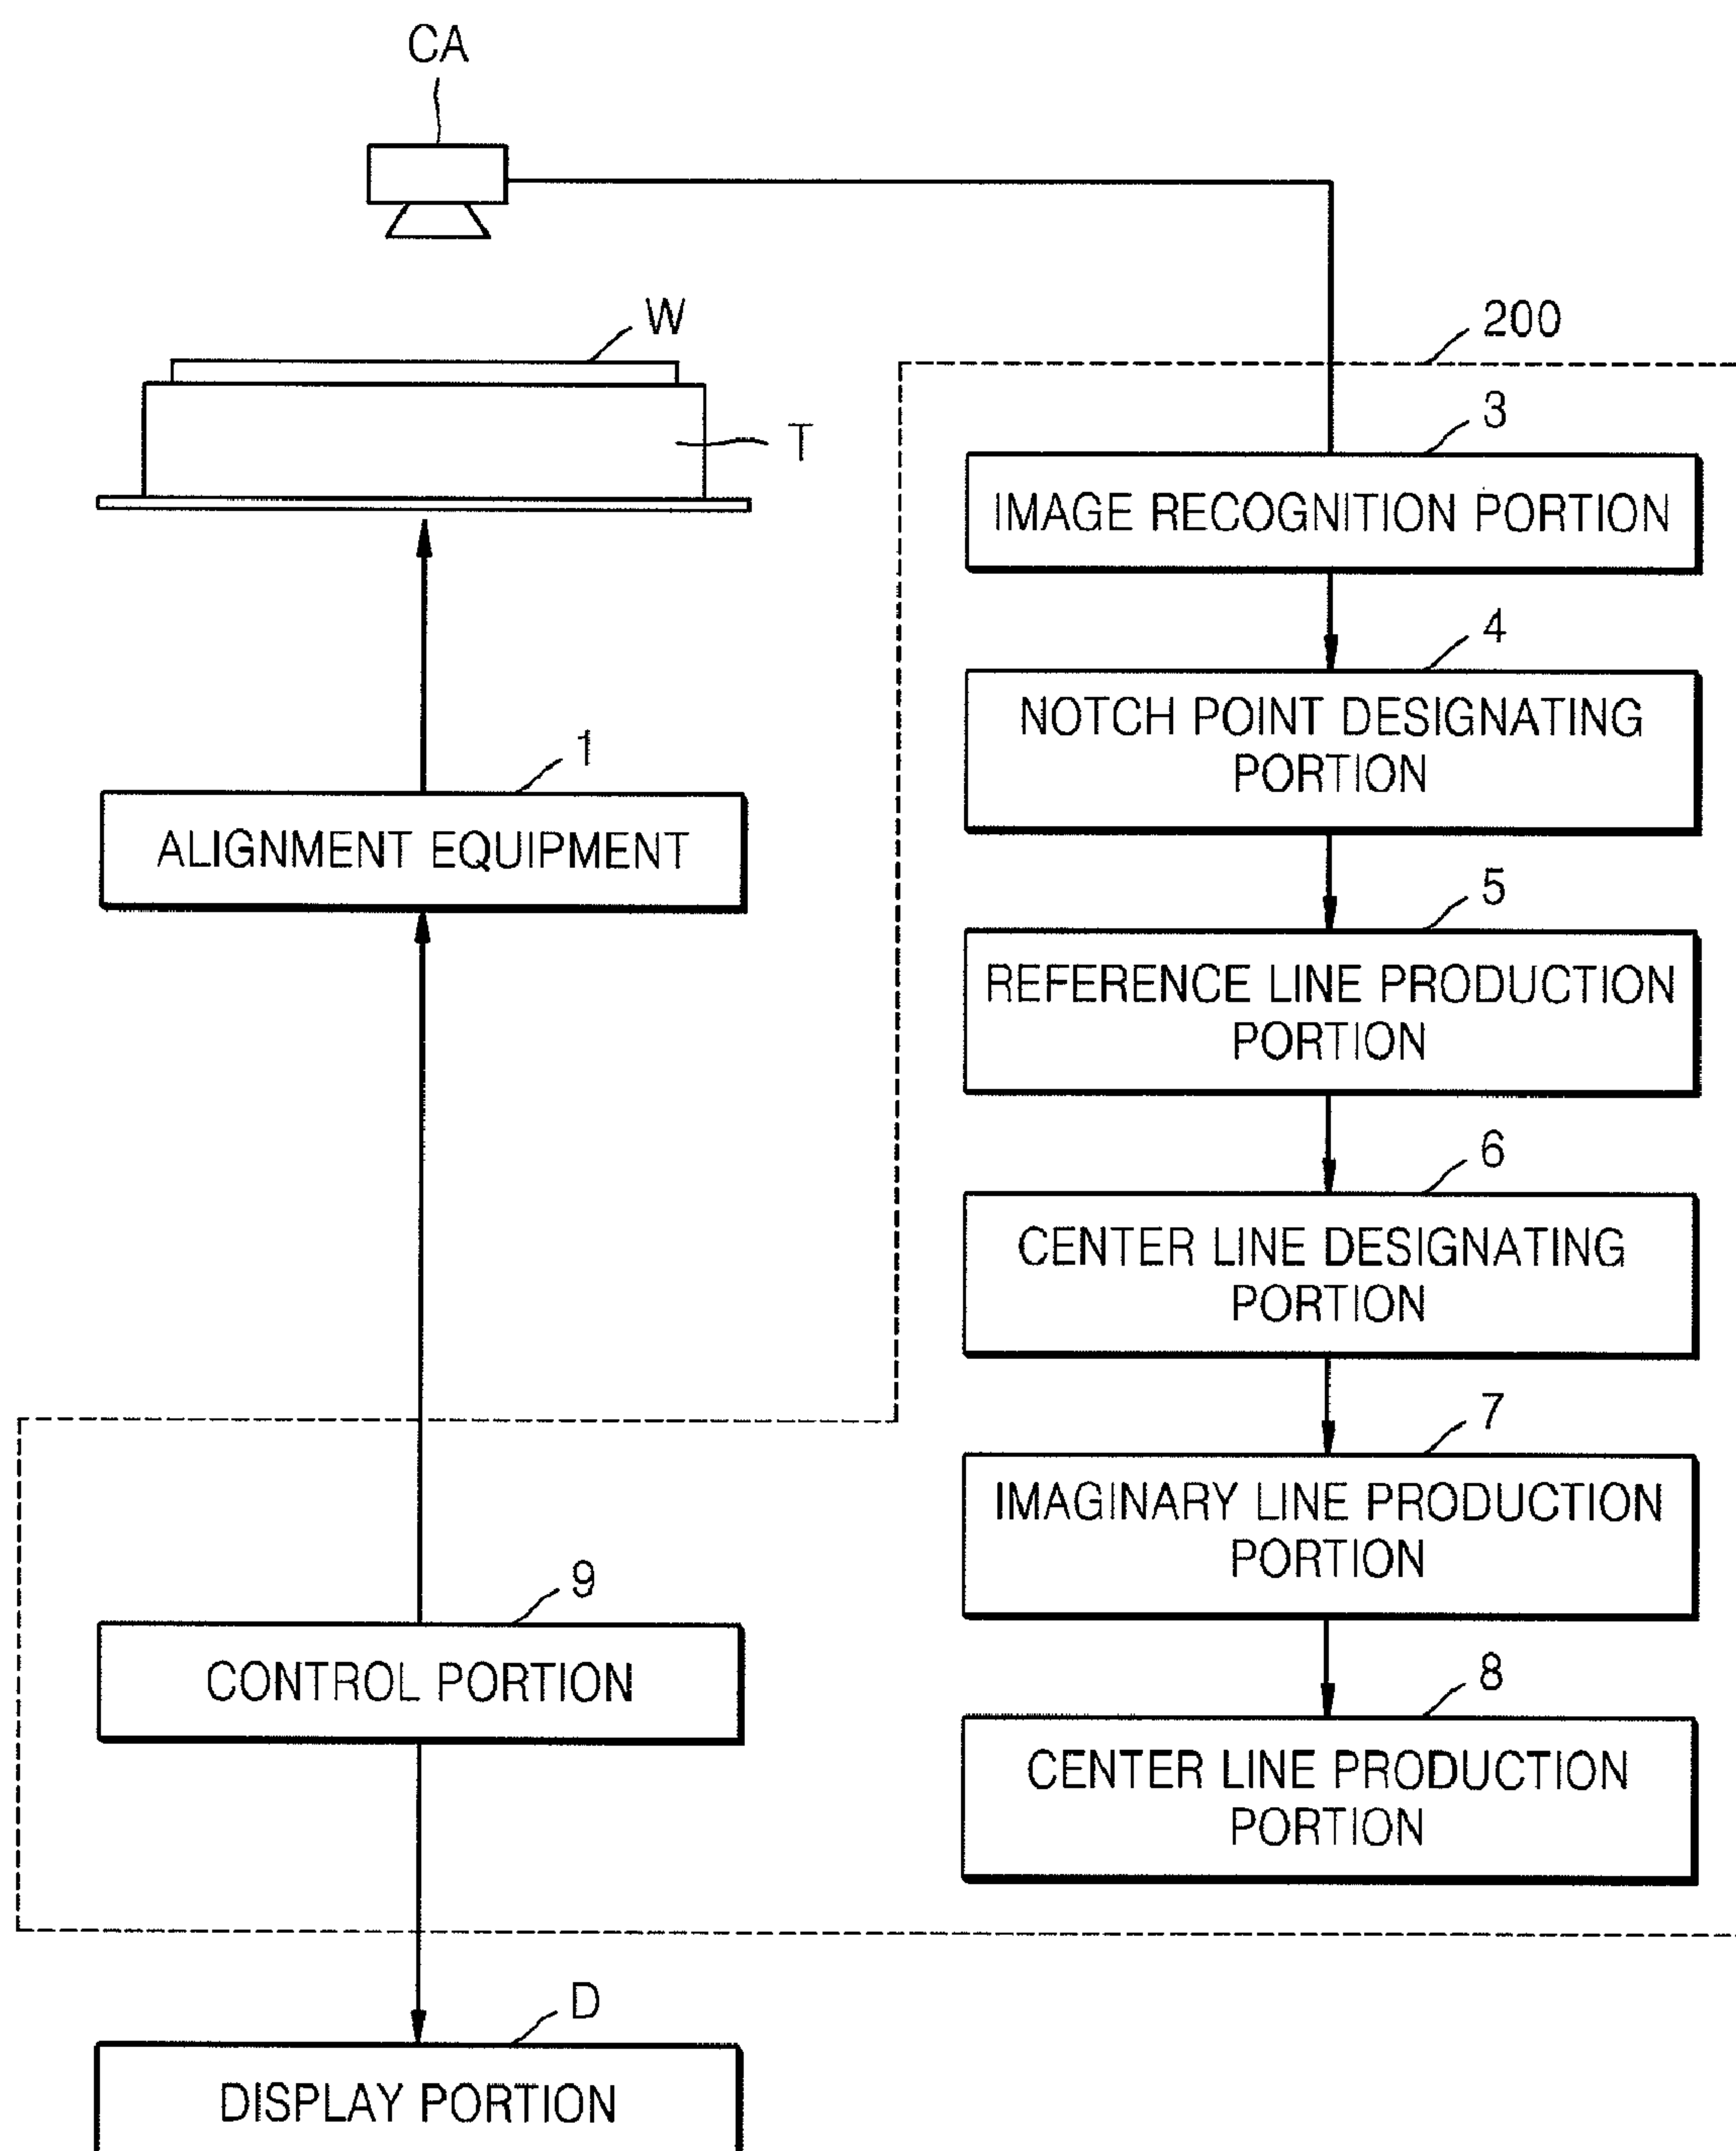 CA
W
200
T
3
IMAGE RECOGNITION PORTION
4
NOTCH POINT DESIGNATING
PORTION
1
ALIGNMENT EQUIPMENT
5
REFERENCE LINE PRODUCTION
PORTION
6
CENTER LINE DESIGNATING
PORTION
7
IMAGINARY LINE PRODUCTION
PORTION
9
CONTROL PORTION
8
CENTER LINE PRODUCTION
PORTION
D
DISPLAY PORTION